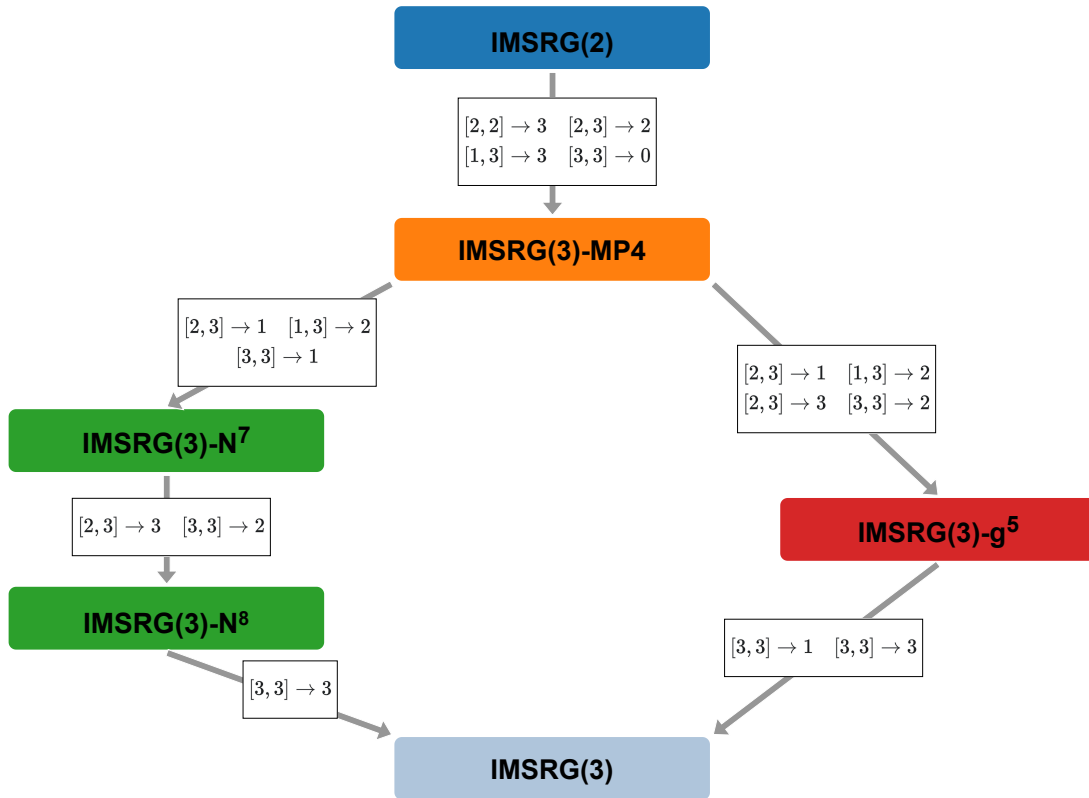 IMSRG(2)
[2, 2] → 3 [2, 3] → 2
[1, 3] → 3 [3, 3] → 0
IMSRG(3)-MP4
[2, 3] → 1 [1, 3] → 2
[3, 3] → 1
[2, 3] → 1 [1, 3] → 2
[2, 3] → 3 [3, 3] → 2
IMSRG(3)-N⁷
[2, 3] → 3 [3, 3] → 2
IMSRG(3)-g⁵
IMSRG(3)-N⁸
[3, 3] → 1 [3, 3] → 3
[3, 3] → 3
IMSRG(3)